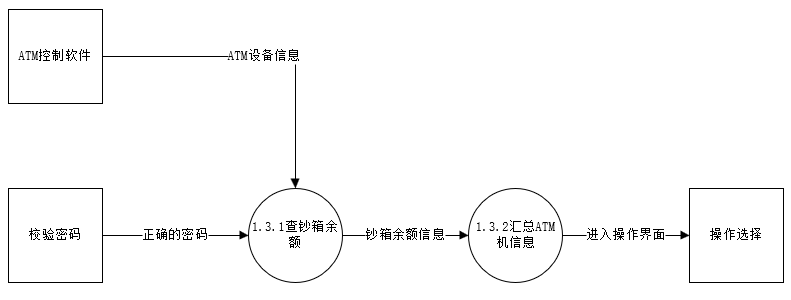 ATM控制软件
ATM设备信息
校验密码
正确的密码
1.3.1查钞箱余
额
钞箱余额信息
1.3.2汇总ATM
机信息
进入操作界面
操作选择